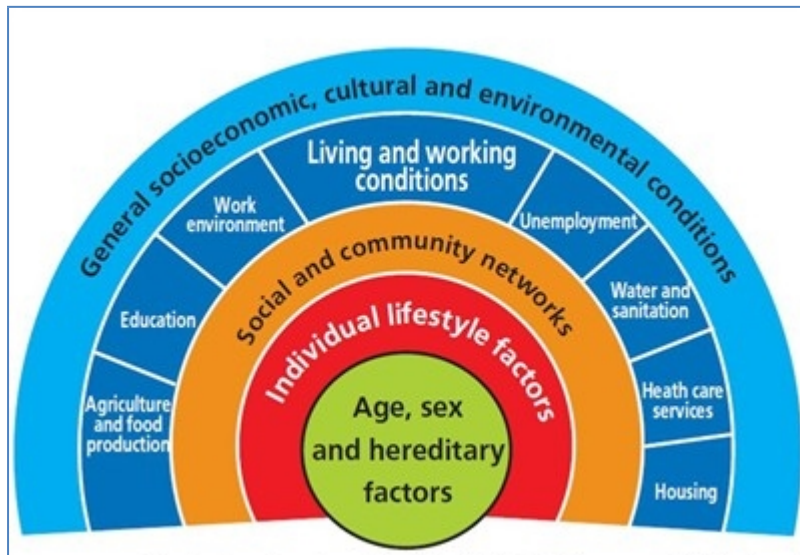 General socioeconomic, cultural and environmental conditions
Living and working
conditions
Work
environment
Unemployment
Education
Water and
sanitation
Agriculture
and food
production
Heath care
services
Housing
Social and community networks
Individual lifestyle factors
Age, sex
and hereditary
factors